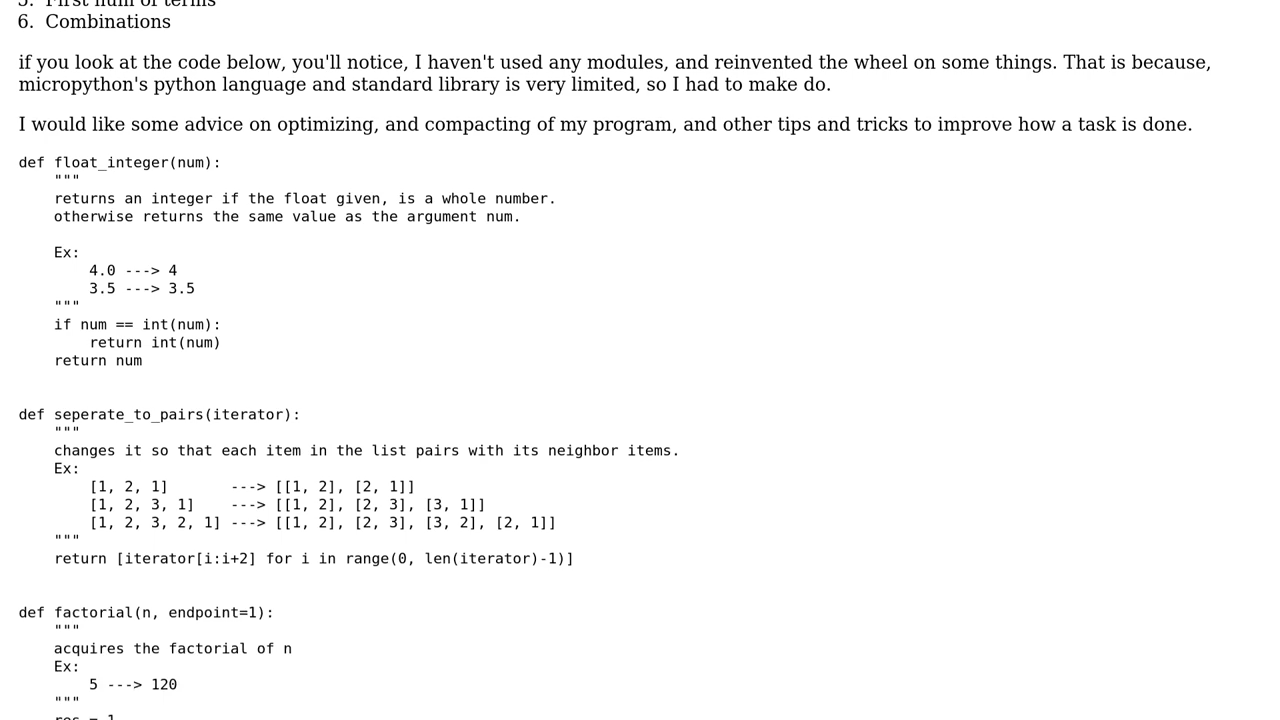 5. First num of terms
6. Combinations
if you look at the code below, you'll notice, I haven't used any modules, and reinvented the wheel on some things. That is because,
micropython's python language and standard library is very limited, so I had to make do.
I would like some advice on optimizing, and compacting of my program, and other tips and tricks to improve how a task is done.
def float_integer(num):
    """
    returns an integer if the float given, is a whole number.
    otherwise returns the same value as the argument num.
    Ex:
        4.0 ---> 4
        3.5 ---> 3.5
    """
    if num == int(num):
        return int(num)
    return num
def seperate_to_pairs(iterator):
    """
    changes it so that each item in the list pairs with its neighbor items.
    Ex:
        [1, 2, 1]       ---> [[1, 2], [2, 1]]
        [1, 2, 3, 1]    ---> [[1, 2], [2, 3], [3, 1]]
        [1, 2, 3, 2, 1] ---> [[1, 2], [2, 3], [3, 2], [2, 1]]
    """
    return [iterator[i:i+2] for i in range(0, len(iterator)-1)]
def factorial(n, endpoint=1):
    """
    acquires the factorial of n
    Ex:
        5 ---> 120
    """
    res = 1